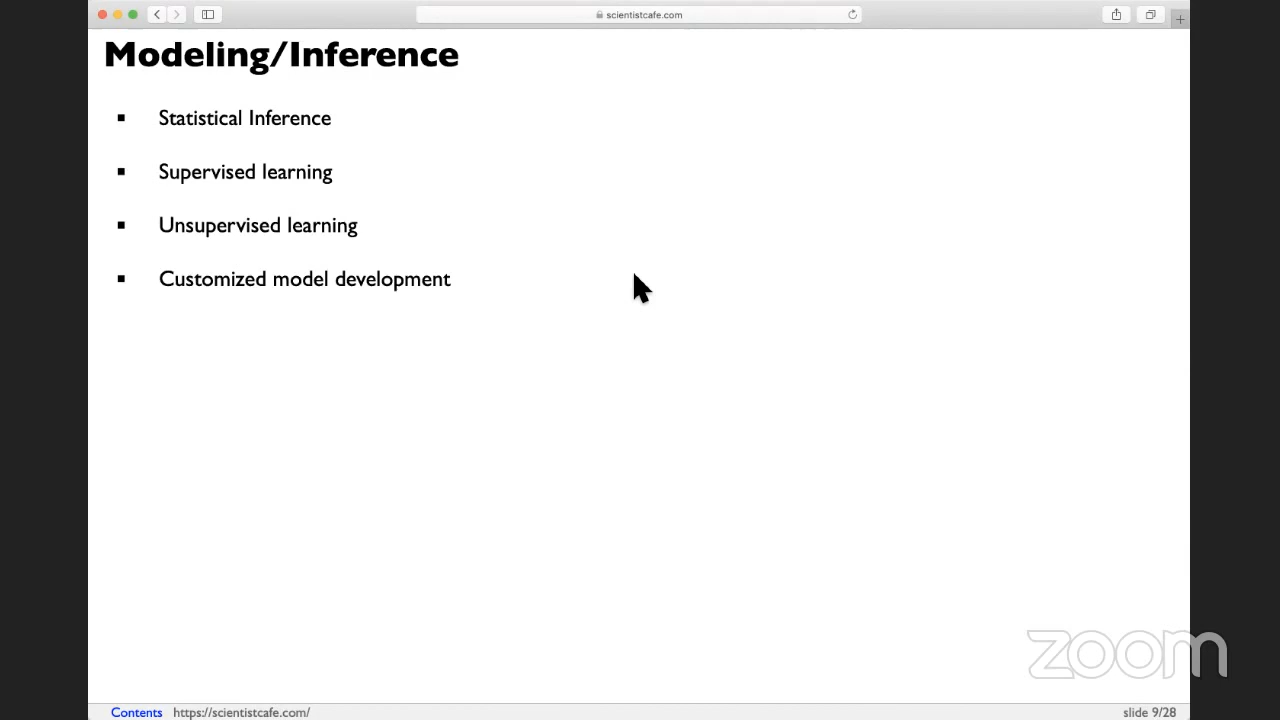 scientistcafe.com
Modeling/Inference
Statistical Inference
Supervised learning
Unsupervised learning
Customized model development
zoom
Contents https://scientistcafe.com/ slide 9/28